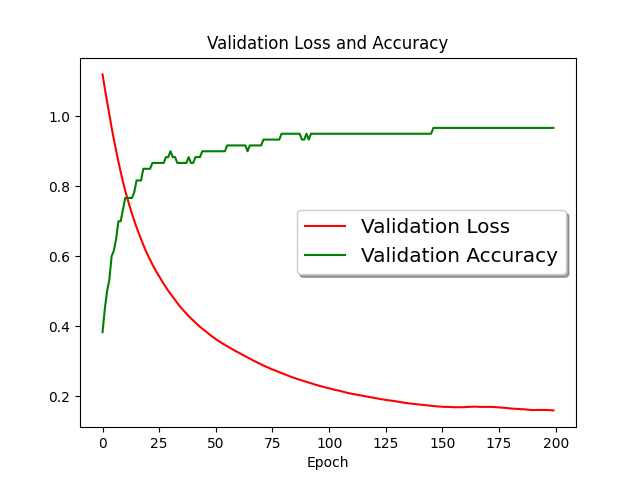 Validation Loss and Accuracy
1.0
0.8
0.6
0.4
0.2
Validation Loss
Validation Accuracy
0 25 50 75 100 125 150 175 200
Epoch